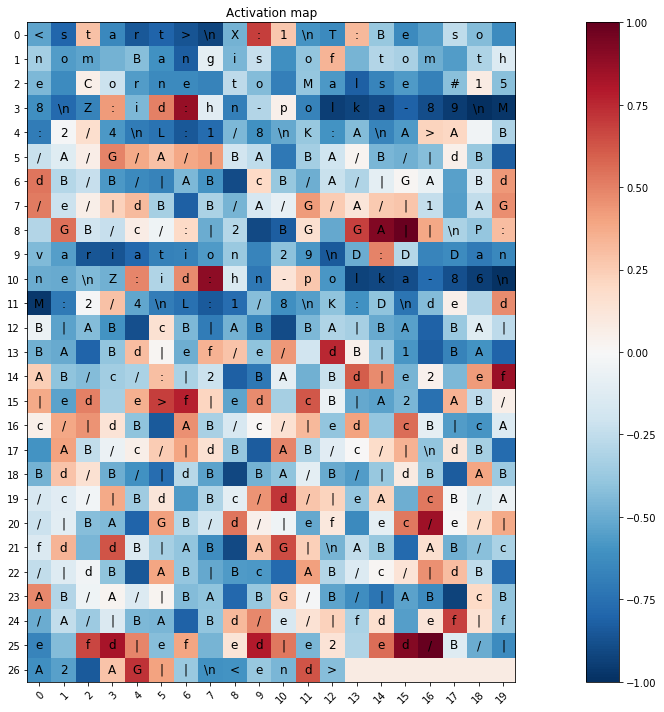 Activation map
0 < s t a r t > \n X : 1 \n T : B e s o
1 n o m B a n g i s o f t o m t h
2 e C o r n e t o M a l s e # 1 5
3 8 \n Z : i d : h n - p o l k a - 8 9 \n M
4 : 2 / 4 \n L : 1 / 8 \n K : A \n A > A B
5 / A / G / A / | B A B A / B / | d B
6 d B / B / | A B c B / A / | G A B d
7 / e / | d B B / A / G / A / | 1 A G
8 G B / c / : | 2 B G G A | | \n P :
9 v a r i a t i o n 2 9 \n D : D D a n
10 n e \n Z : i d : h n - p o l k a - 8 6 \n
11 M : 2 / 4 \n L : 1 / 8 \n K : D \n d e d
12 B | A B c B | A B B A | B A B A |
13 B A B d | e f / e / d B | 1 B A
14 A B / c / : | 2 B A B d | e 2 e f
15 | e d e > f | e d c B | A 2 A B /
16 c / | d B A B / c / | e d c B | c A
17 A B / c / | d B A B / c / | \n d B
18 B d / B / | d B B A / B / | d B A B
19 / c / | B d B c / d / | e A c B / A
20 / | B A G B / d / | e f e c / e / |
21 f d d B | A B A G | \n A B A B / c
22 / | d B A B | B c A B / c / | d B
23 A B / A / | B A B G / B / | A B c B
24 / A / | B A B d / e / | f d e f | f
25 e f d | e f e d | e 2 e d / B / |
26 A 2 A G | | \n < e n d >
0 1 2 3 4 5 6 7 8 9 10 11 12 13 14 15 16 17 18 19
1.00
0.75
0.50
0.25
0.00
−0.25
−0.50
−0.75
−1.00